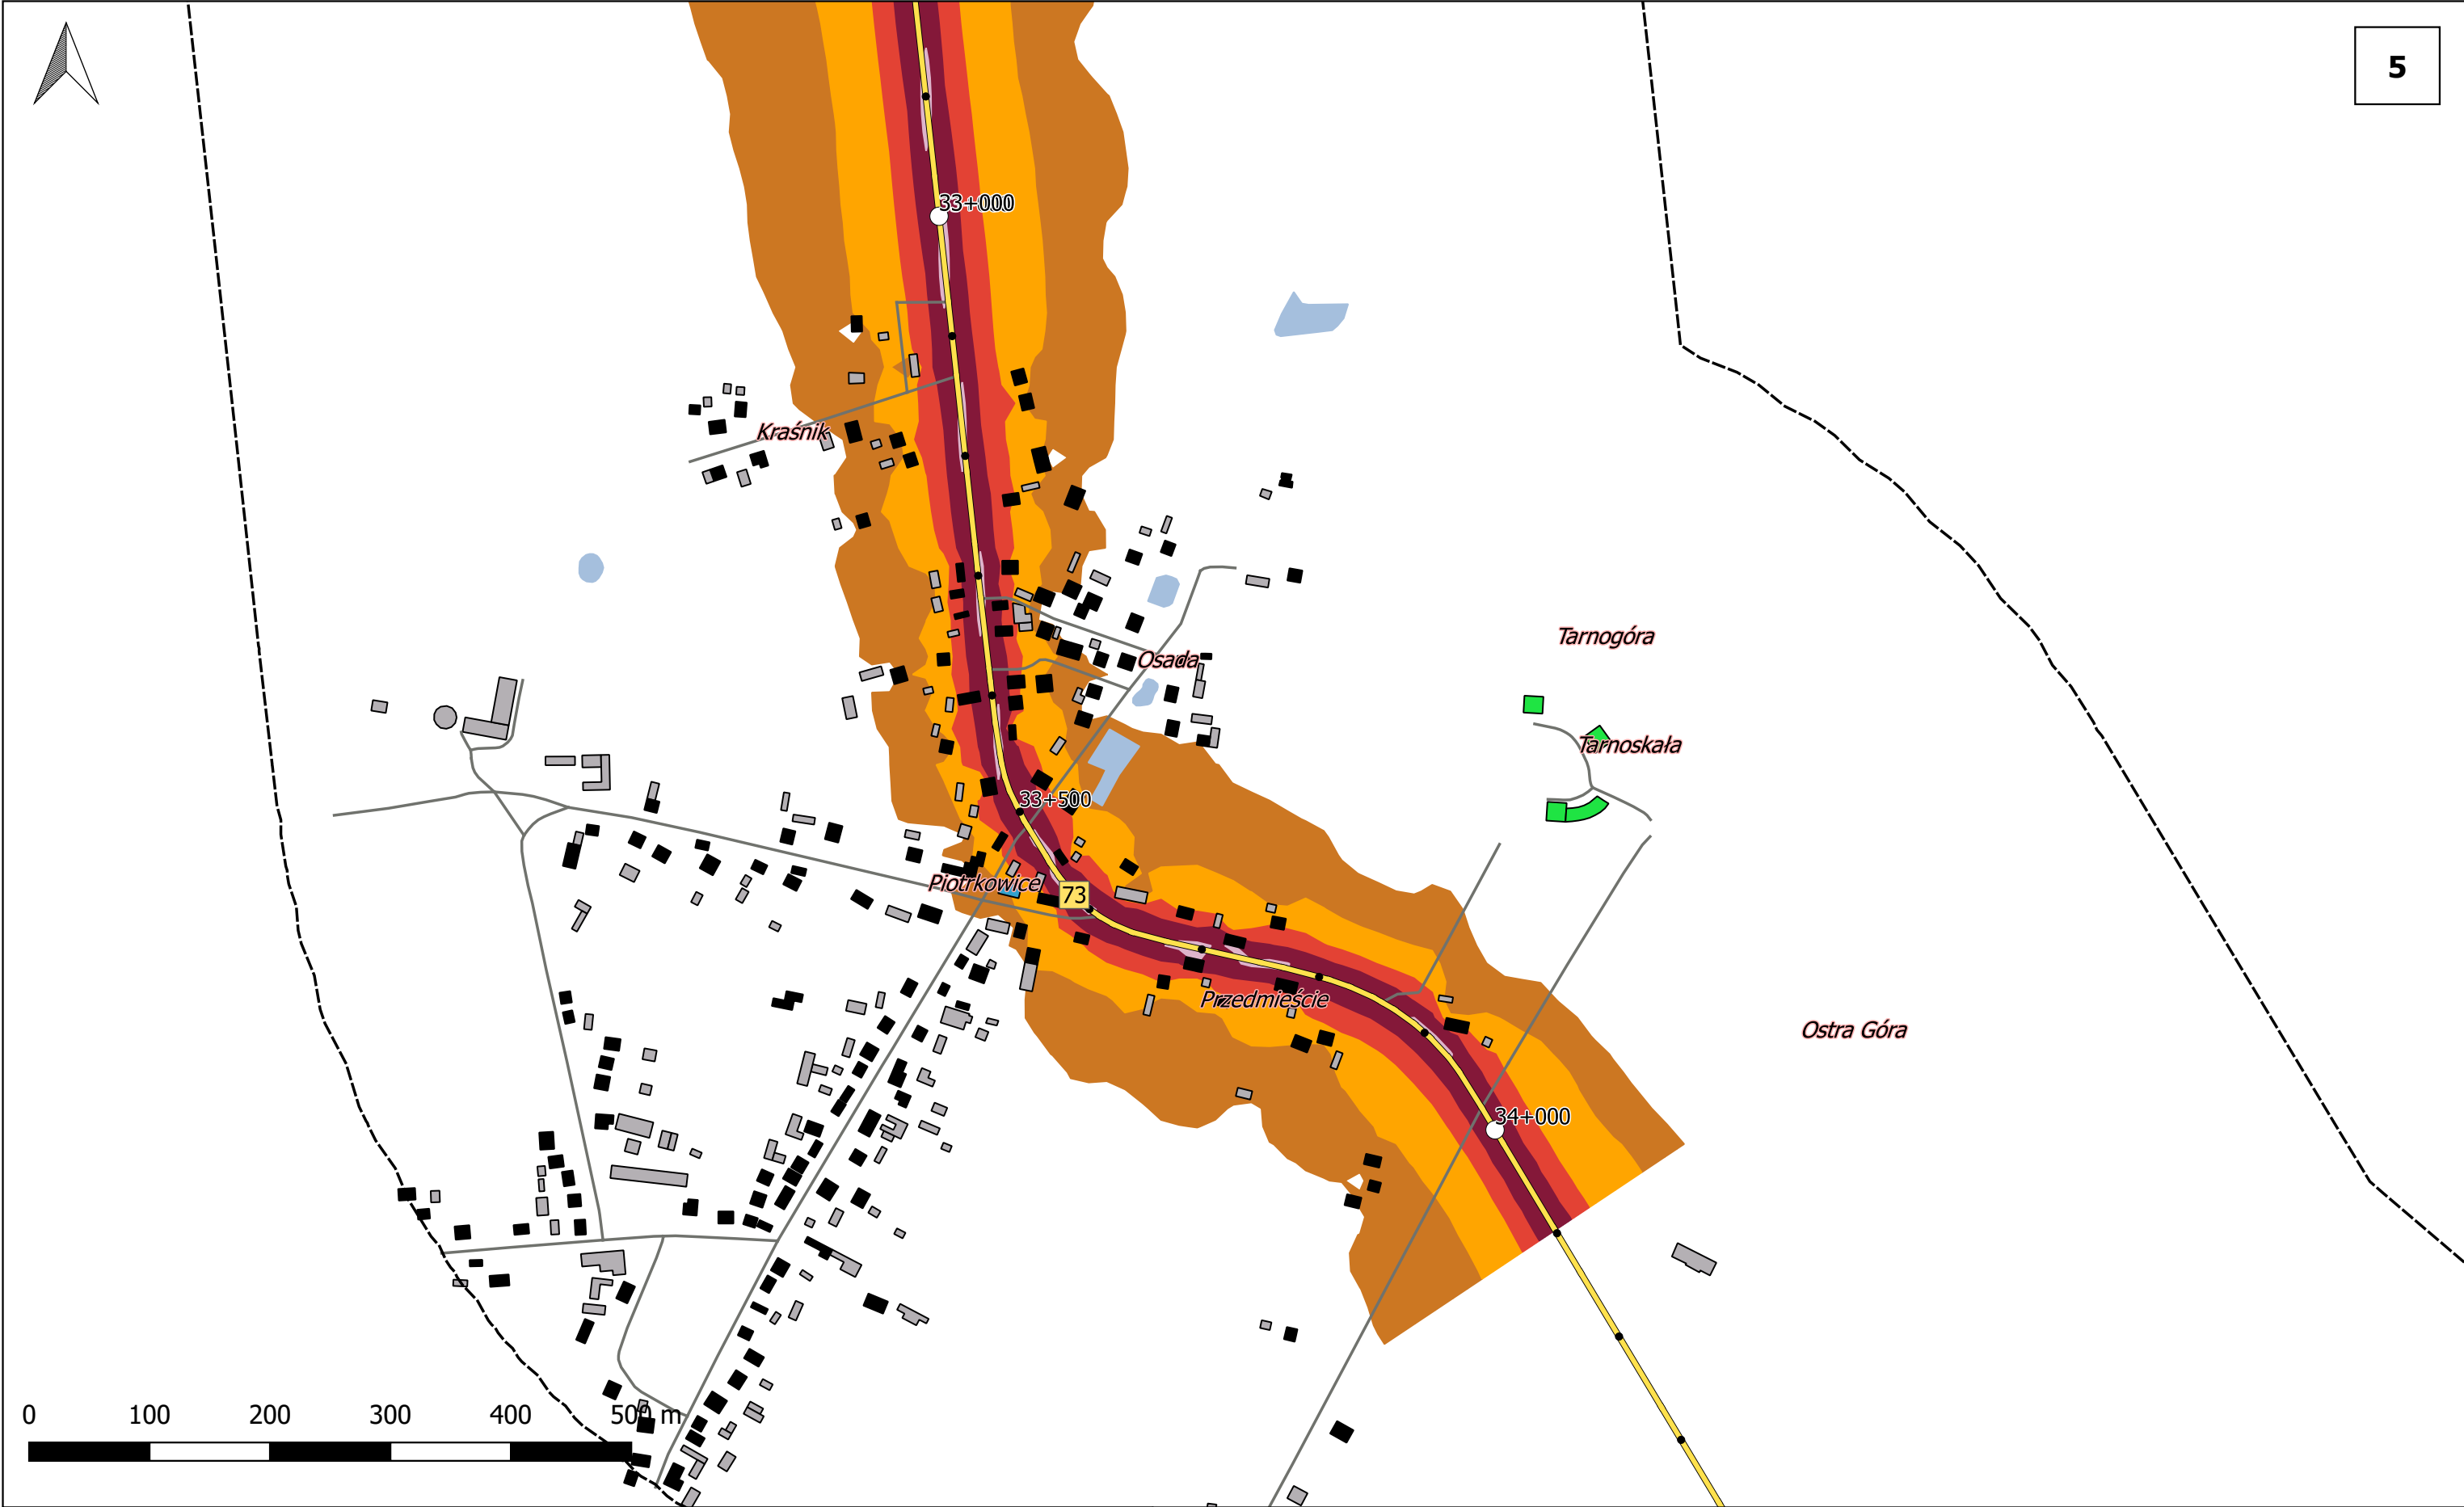 5
33+000
Kraśnik
Tarnogóra
Osada
Tarnoskała
33+500
Piotrkowice
73
Przedmieście
Ostra Góra
34+000
0 100 200 300 400 500 m